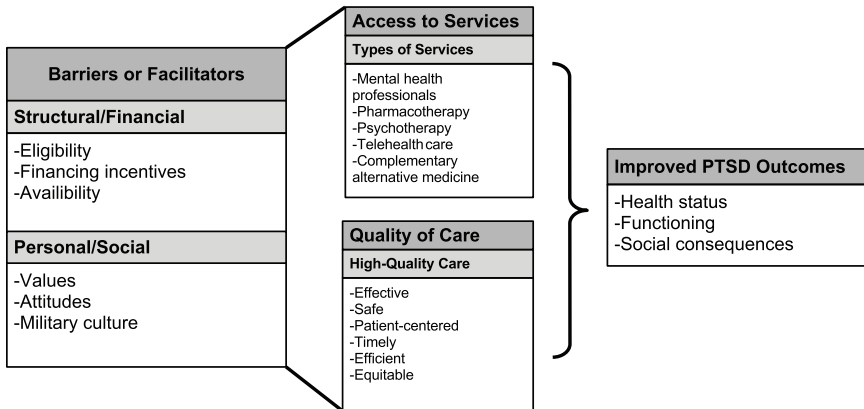 Barriers or Facilitators
Structural/Financial
-Eligibility
-Financing incentives
-Availibility
Personal/Social
-Values
-Attitudes
-Military culture
Access to Services
Types of Services
-Mental health
professionals
-Pharmacotherapy
-Psychotherapy
-Telehealth care
-Complementary
alternative medicine
Quality of Care
High-Quality Care
-Effective
-Safe
-Patient-centered
-Timely
-Efficient
-Equitable
Improved PTSD Outcomes
-Health status
-Functioning
-Social consequences